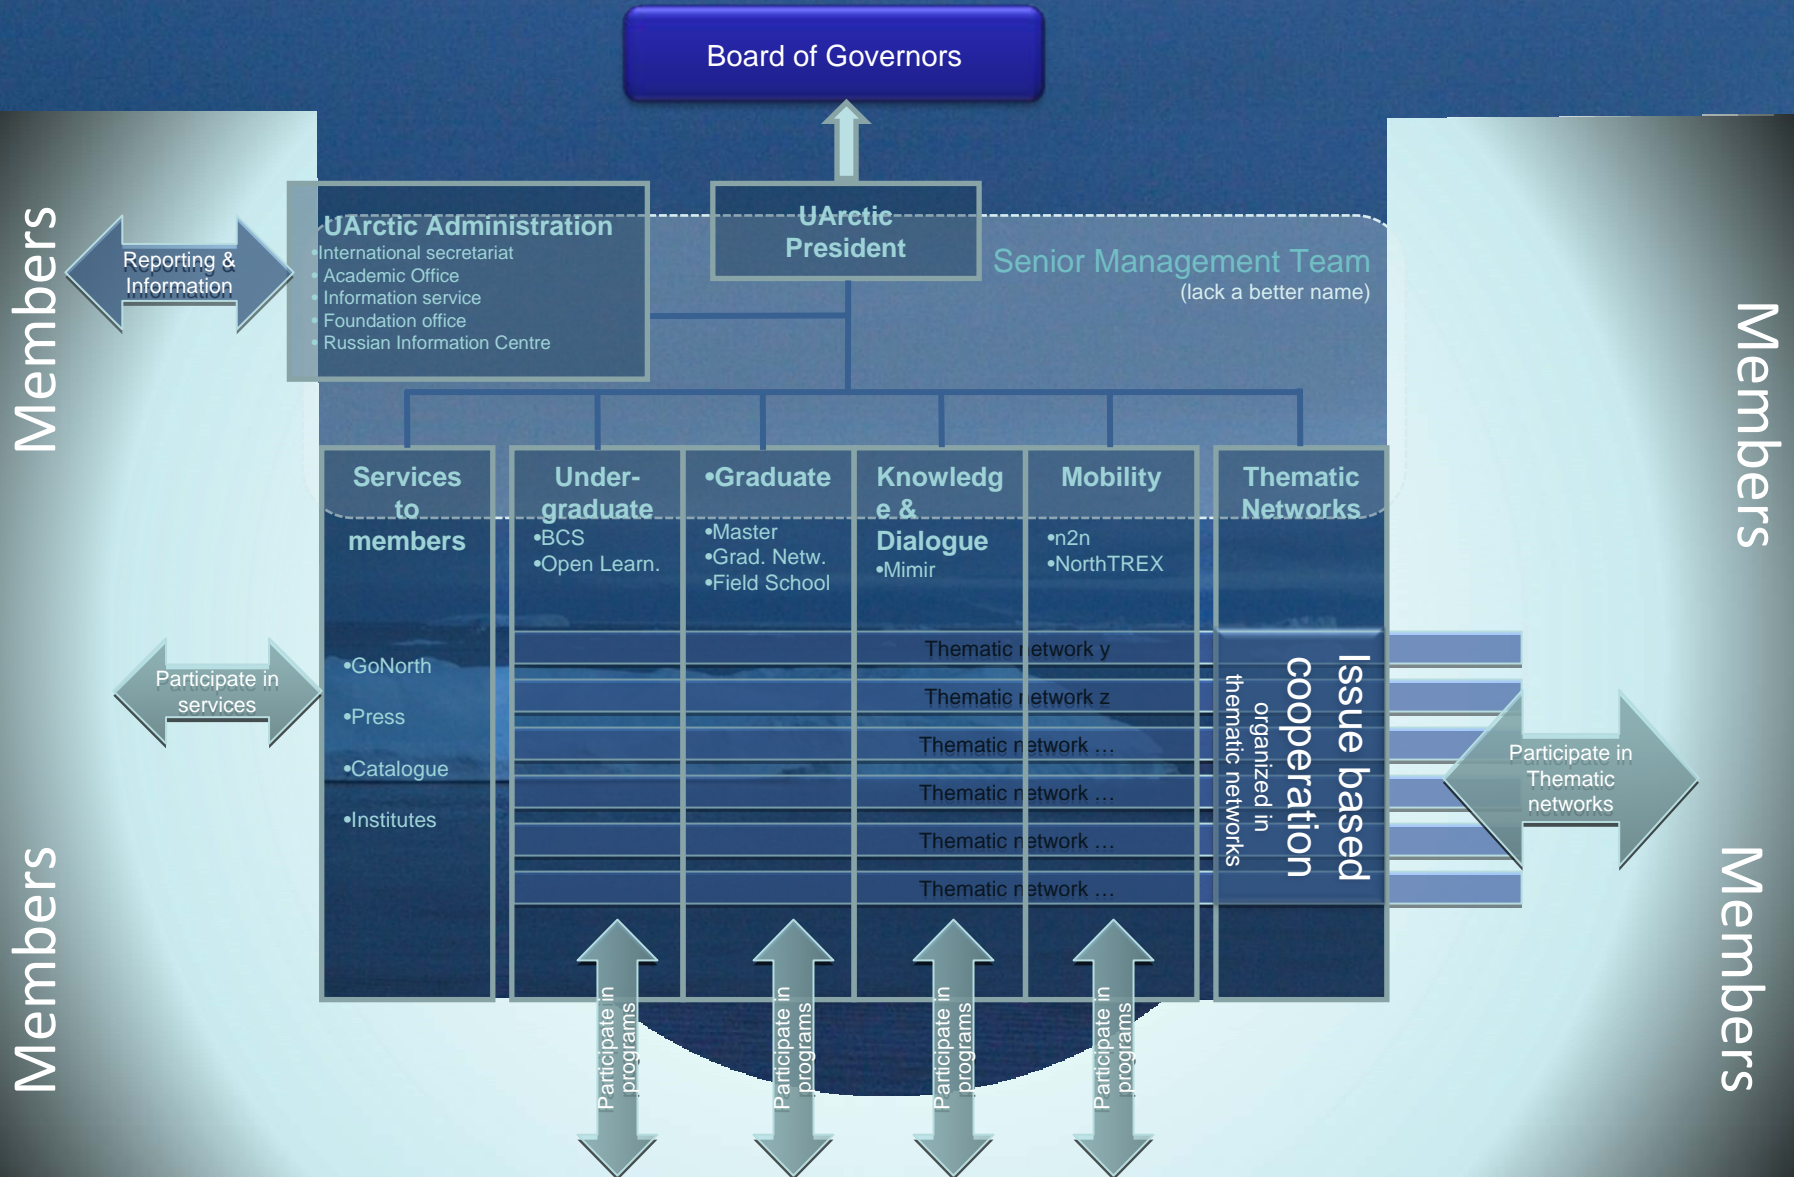 Board of Governors
UArctic
President
Senior Management Team
(lack a better name)
UArctic Administration
•International secretariat
• Academic Office
• Information service
• Foundation office
• Russian Information Centre
Members
Reporting &
Information
Members
Services
to
members
•GoNorth
•Press
•Catalogue
•Institutes
Under-
graduate
•BCS
•Open Learn.
•Graduate
•Master
•Grad. Netw.
•Field School
Knowledg
e &
Dialogue
•Mimir
Mobility
•n2n
•NorthTREX
Thematic
Networks
Thematic network y
Thematic network z
Thematic network …
Thematic network …
Thematic network …
Thematic network …
Issue based
cooperation
organized in
thematic networks
Participate in
services
Participate in
Thematic
networks
Members
Members
Participate in
programs
Participate in
programs
Participate in
programs
Participate in
programs